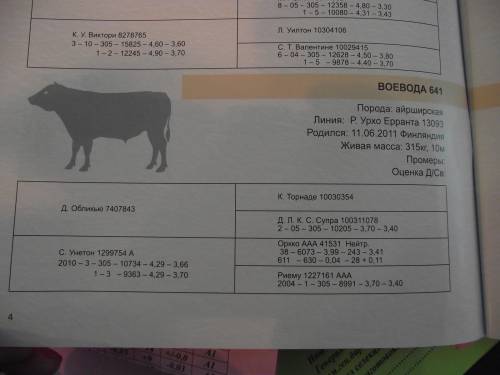 8 – 05 – 305 – 12358 – 4,80 – 3,30
1 – 5 – 10080 – 4,31 – 3,43
К. У. Виктори 8278765
3 – 10 – 305 – 15825 – 4,60 – 3,60
1 – 2 – 12245 – 4,90 – 3,70
Л. Уилтон 10304106
С. Т. Валентине 10029415
6 – 04 – 305 – 12628 – 4,50 – 3,80
1 – 5 – 9878 – 4,40 – 3,70
ВОЕВОДА 641
Порода: айрширская
Линия: Р. Урхо Ерранта 13093
Родился: 11.06.2011 Финляндия
Живая масса: 315кг, 10м
Промеры:
Оценка Д/Св
Д. Обликью 7407843
К. Торнаде 10030354
Д. Л. К. С. Супра 100311078
2 – 05 – 305 – 10205 – 3,70 – 3,40
С. Унетон 1299754 А
2010 – 3 – 305 – 10734 – 4,29 – 3,66
1 – 3 – 9363 – 4,29 – 3,70
Орхко ААА 41531 Нейтр.
38 – 6073 – 3,99 – 243 – 3,41
611 – 630 – 0,04 – 28 + 0,11
Риему 1227161 ААА
2004 – 1 – 305 – 8991 – 3,70 – 3,40
4